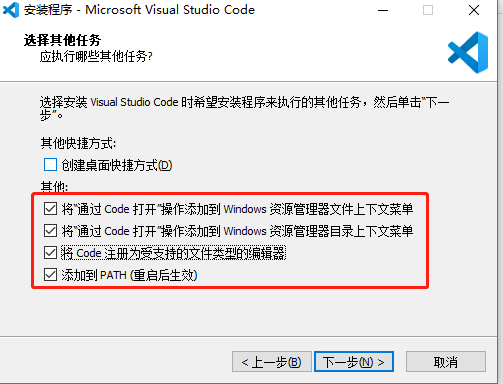 安装程序 - Microsoft Visual Studio Code
选择其他任务
应执行哪些其他任务?
选择安装 Visual Studio Code 时希望安装程序来执行的其他任务，然后单击“下一
步”。
其他快捷方式:
创建桌面快捷方式(D)
其他:
将“通过 Code 打开”操作添加到 Windows 资源管理器文件上下文菜单
将“通过 Code 打开”操作添加到 Windows 资源管理器目录上下文菜单
将 Code 注册为受支持的文件类型的编辑器
添加到 PATH (重启后生效)
< 上一步(B)
下一步(N) >
取消